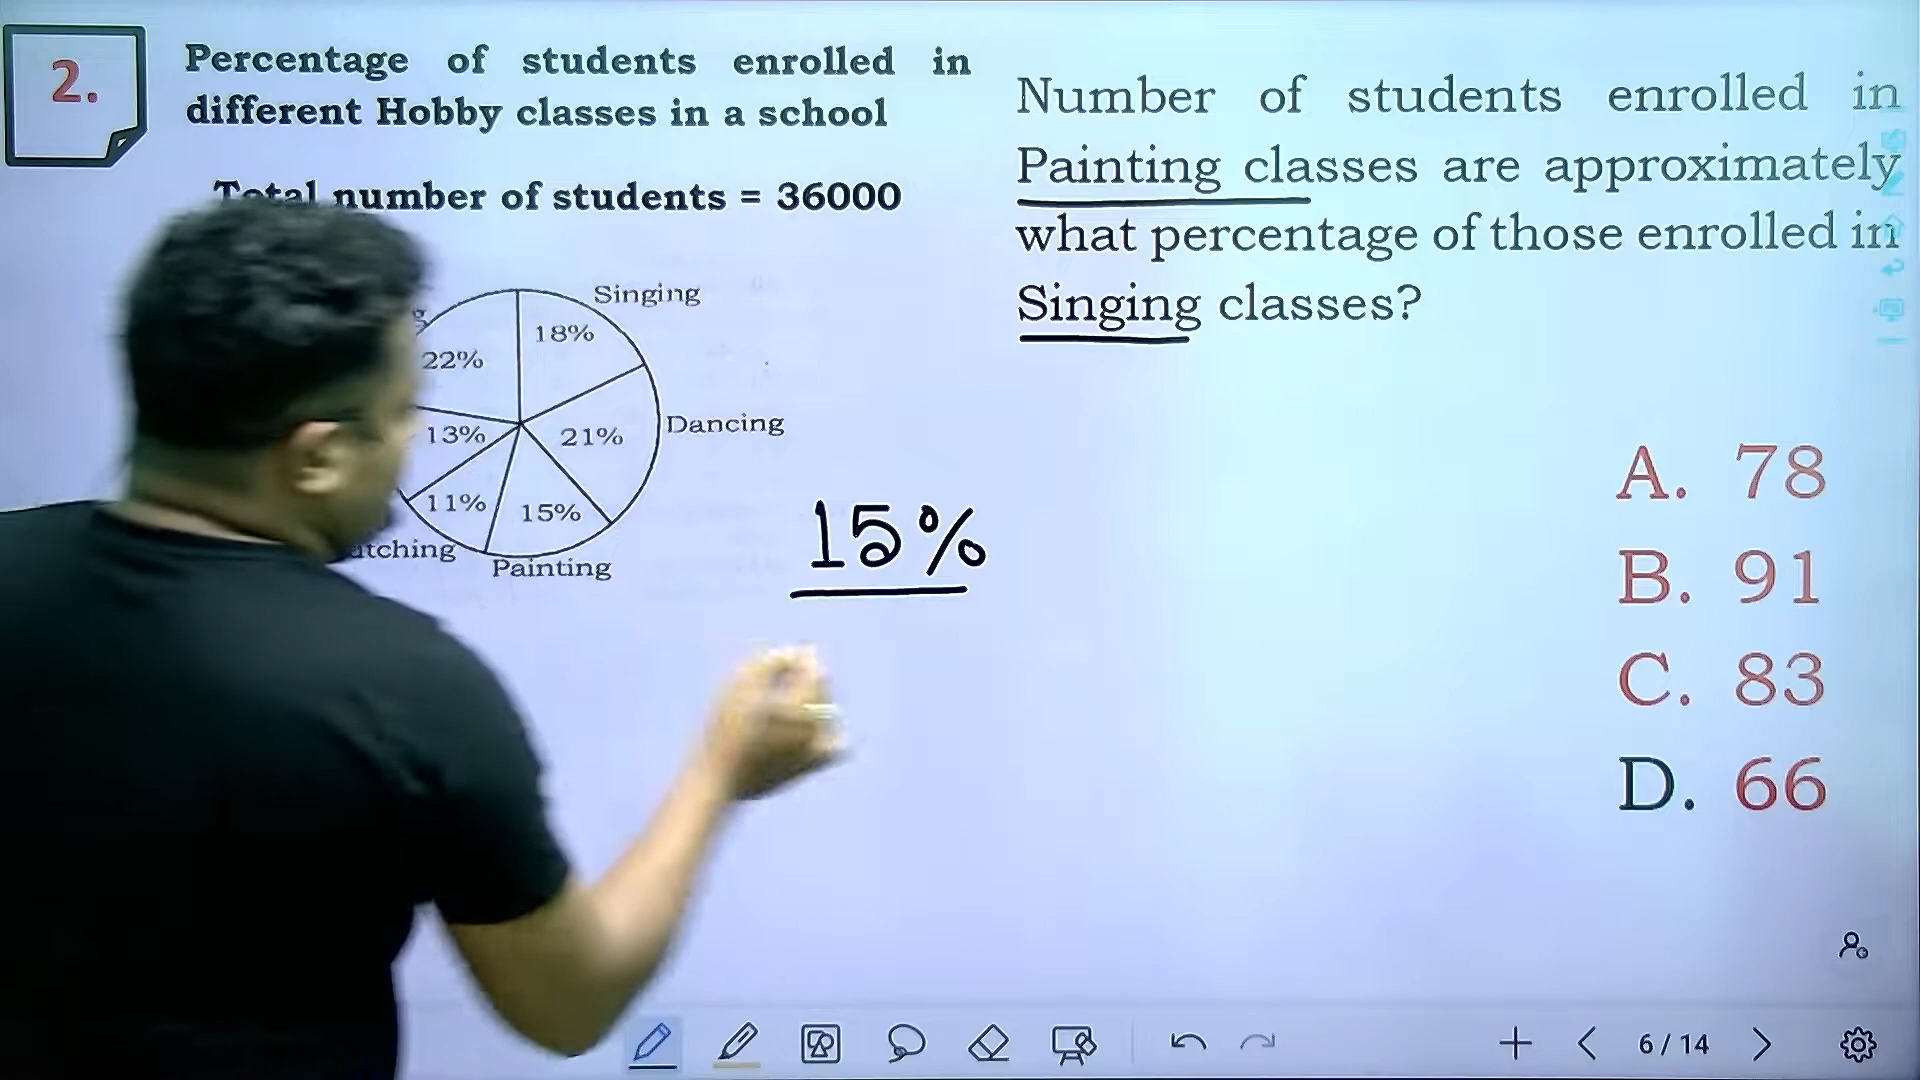 2.
Percentage of students enrolled in
different Hobby classes in a school
Total number of students = 36000
Number of students enrolled in
Painting classes are approximately
what percentage of those enrolled in
Singing classes?
Singing
18%
22%
Dancing
21%
13%
11%
15%
Painting
15%
A. 78
B. 91
C. 83
D. 66
6 / 14